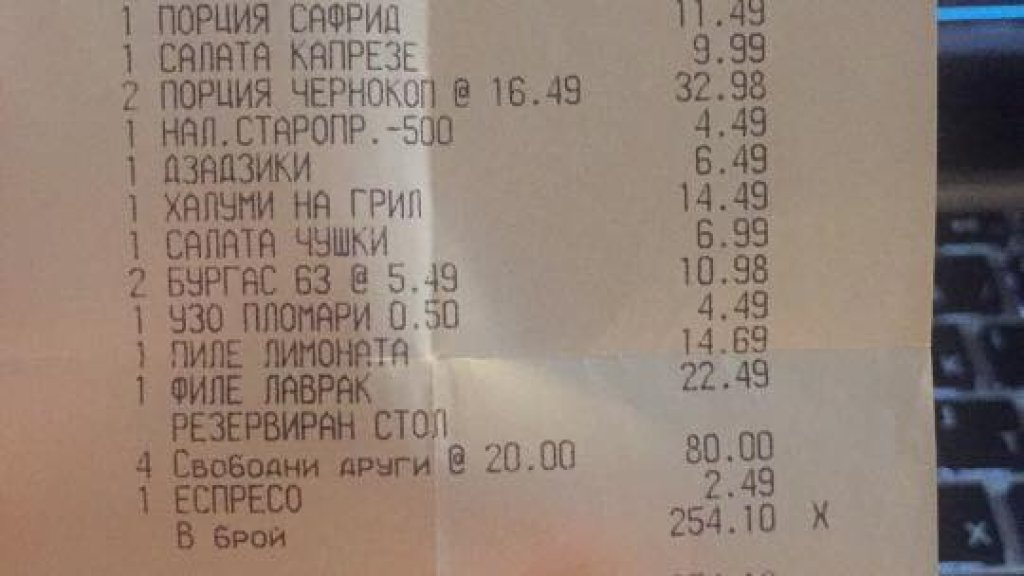 1 ПОРЦИЯ САФРИД 11.49
1 САЛАТА КАПРЕЗЕ 9.99
2 ПОРЦИЯ ЧЕРНОКОП @ 16.49 32.98
1 НАЛ.СТАРОПР.-500 4.49
1 ДЗАДЗИКИ 6.49
1 ХАЛУМИ НА ГРИЛ 14.49
1 САЛАТА ЧУШКИ 6.99
2 БУРГАС 63 @ 5.49 10.98
1 УЗО ПЛОМАРИ 0.50 4.49
1 ПИЛЕ ЛИМОНАТА 14.69
1 ФИЛЕ ЛАВРАК 22.49
РЕЗЕРВИРАН СТОЛ
4 Свободни други @ 20.00 80.00
1 ЕСПРЕСО 2.49
В брой 254.10 X